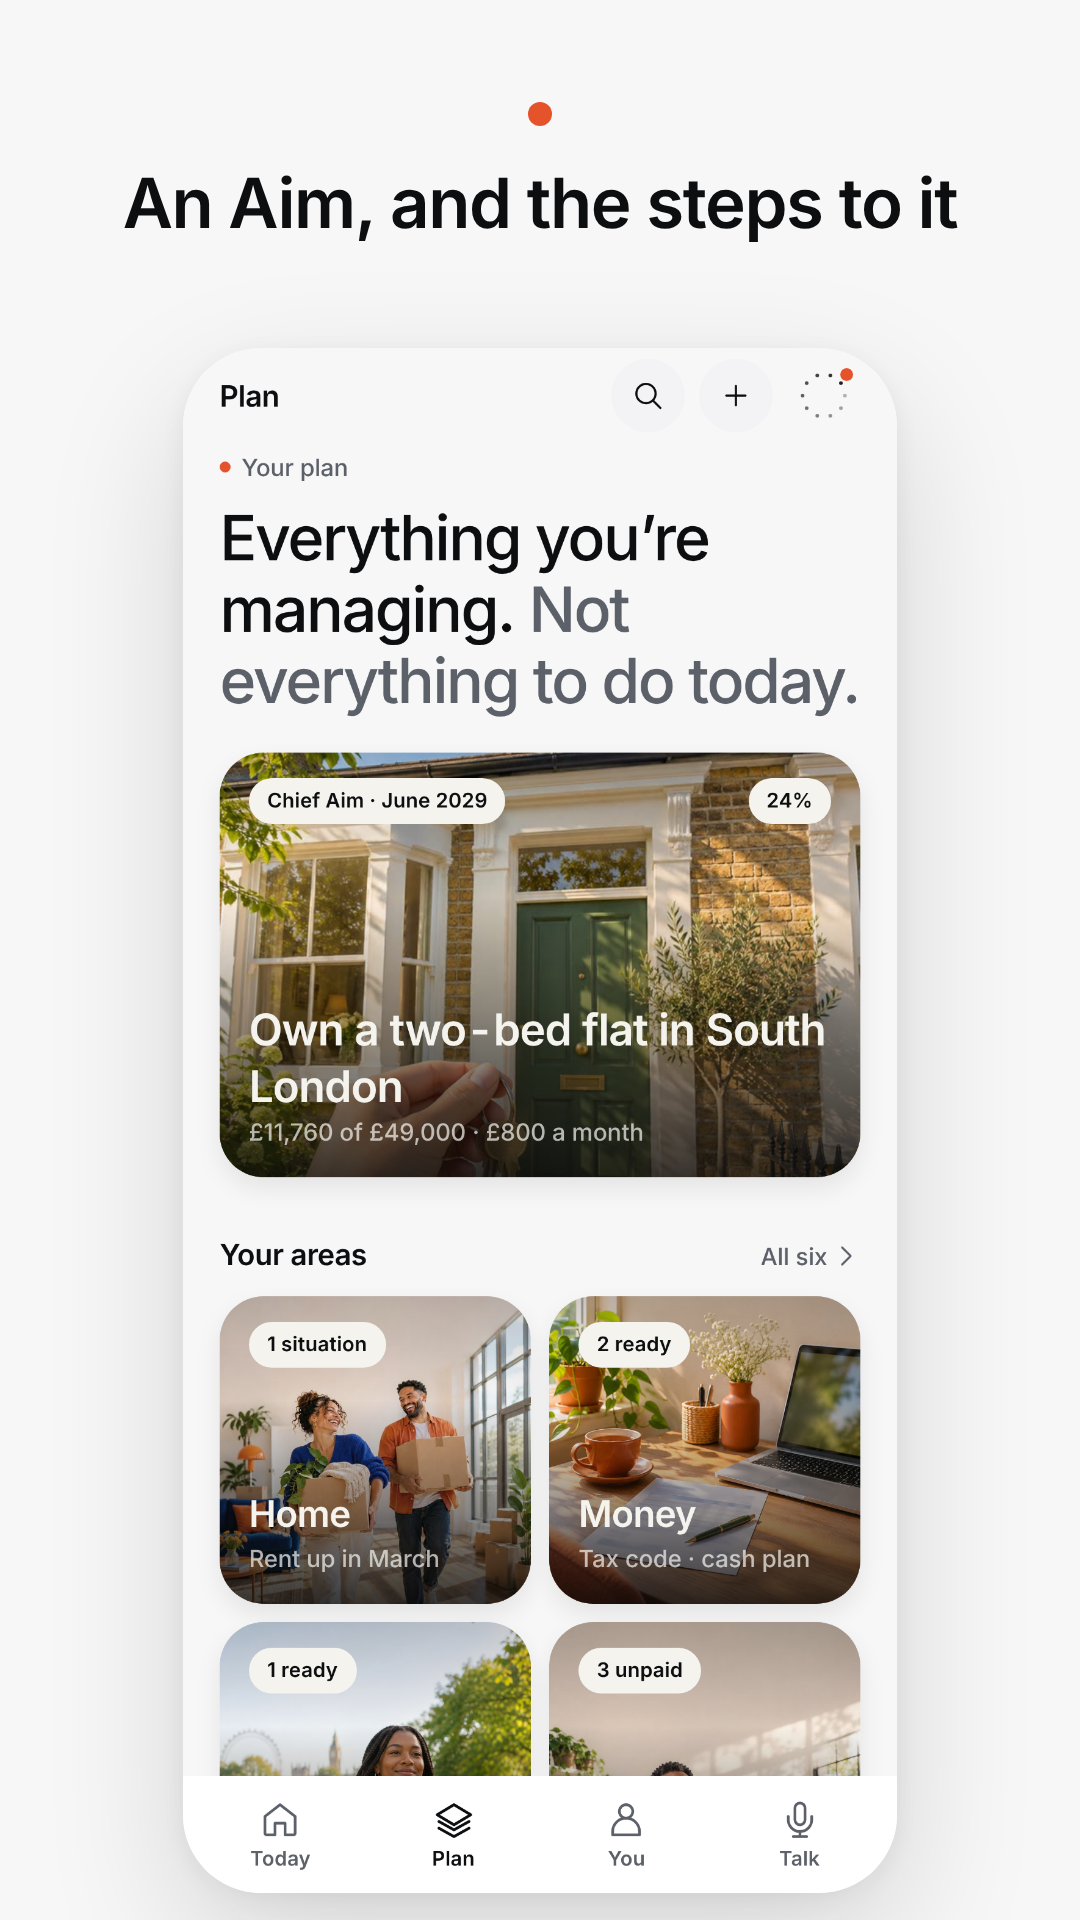 An Aim, and the steps to it
Plan
Your plan
Everything you’re
managing. Not
everything to do today.
Chief Aim · June 2029
24%
Own a two-bed flat in South
London
£11,760 of £49,000 · £800 a month
Your areas
All six
1 situation
2 ready
Home
Money
Rent up in March
Tax code · cash plan
1 ready
3 unpaid
Today
Plan
You
Talk